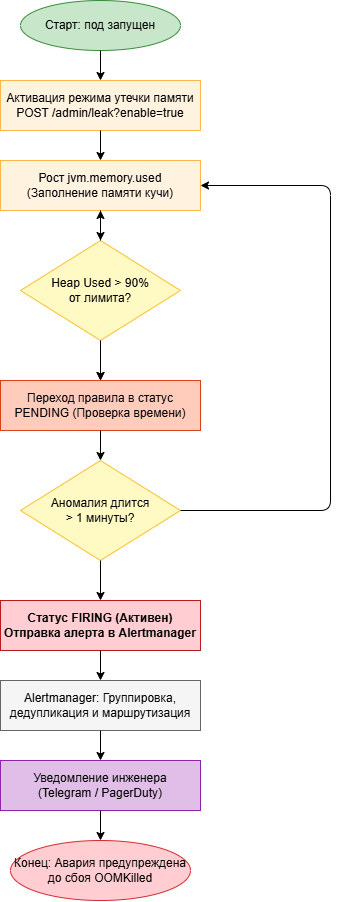 Старт: под запущен
Активация режима утечки памяти
POST /admin/leak?enable=true
Рост jvm.memory.used
(Заполнение памяти кучи)
Heap Used > 90%
от лимита?
Переход правила в статус
PENDING (Проверка времени)
Аномалия длится
> 1 минуты?
Статус FIRING (Активен)
Отправка алерта в Alertmanager
Alertmanager: Группировка,
дедупликация и маршрутизация
Уведомление инженера
(Telegram / PagerDuty)
Конец: Авария предупреждена
до сбоя OOMKilled